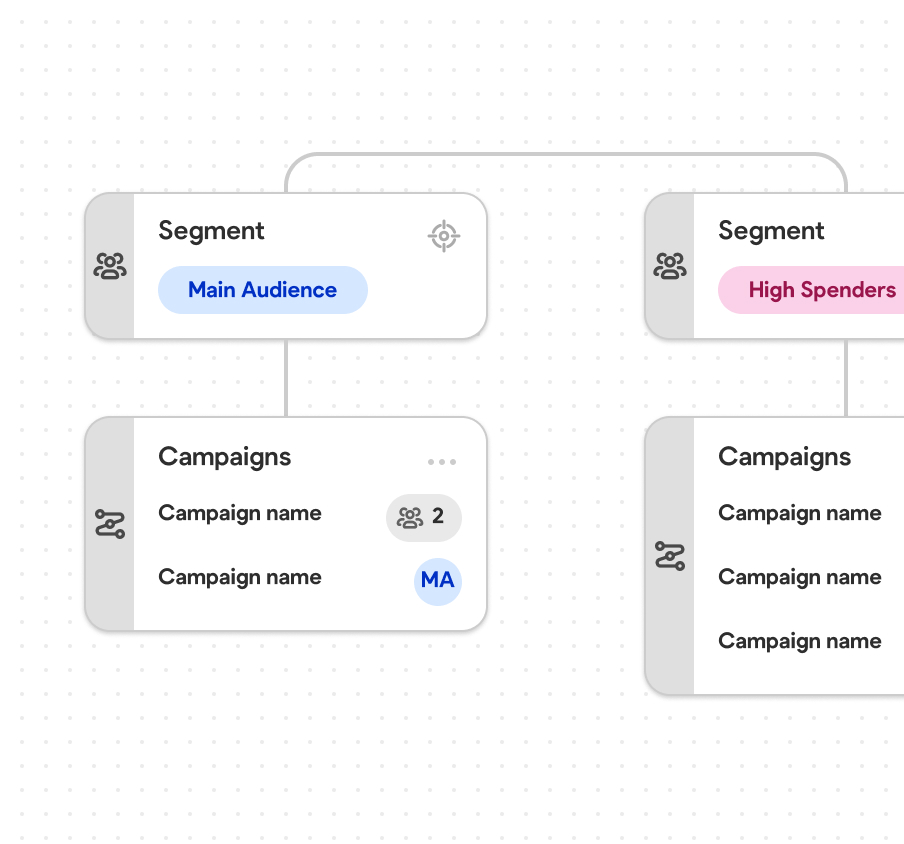 Segment
Main Audience
Segment
High Spenders
Campaigns
Campaign name
2
Campaign name
MA
Campaigns
Campaign name
Campaign name
Campaign name